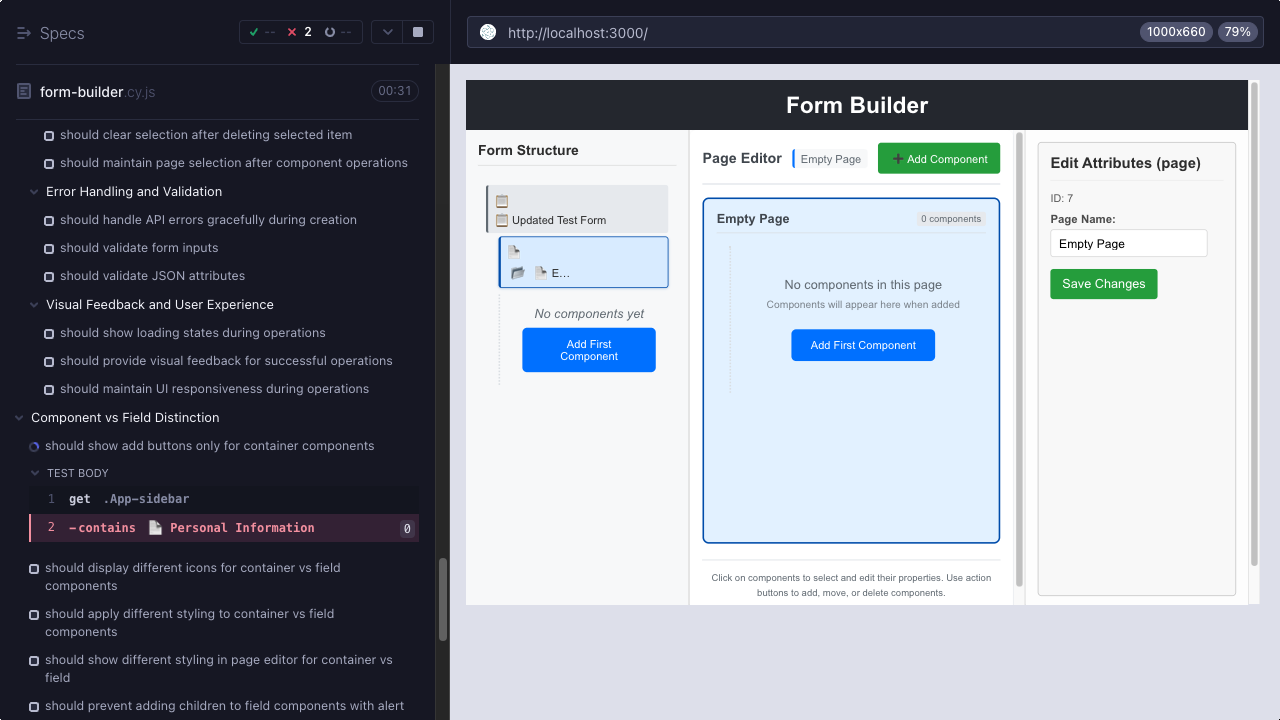 Specs
-- 2 --
form-builder.cy.js 00:31
should clear selection after deleting selected item
should maintain page selection after component operations
Error Handling and Validation
should handle API errors gracefully during creation
should validate form inputs
should validate JSON attributes
Visual Feedback and User Experience
should show loading states during operations
should provide visual feedback for successful operations
should maintain UI responsiveness during operations
Component vs Field Distinction
should show add buttons only for container components
TEST BODY
1 get .App-sidebar
2 -contains Personal Information 0
should display different icons for container vs field
components
should apply different styling to container vs field
components
should show different styling in page editor for container vs
field
should prevent adding children to field components with alert
http://localhost:3000/ 1000x660 79%
Form Builder
Form Structure
Updated Test Form
E...
No components yet
Add First
Component
Page Editor Empty Page Add Component
Empty Page 0 components
No components in this page
Components will appear here when added
Add First Component
Click on components to select and edit their properties. Use action
buttons to add, move, or delete components.
Edit Attributes (page)
ID: 7
Page Name:
Empty Page
Save Changes